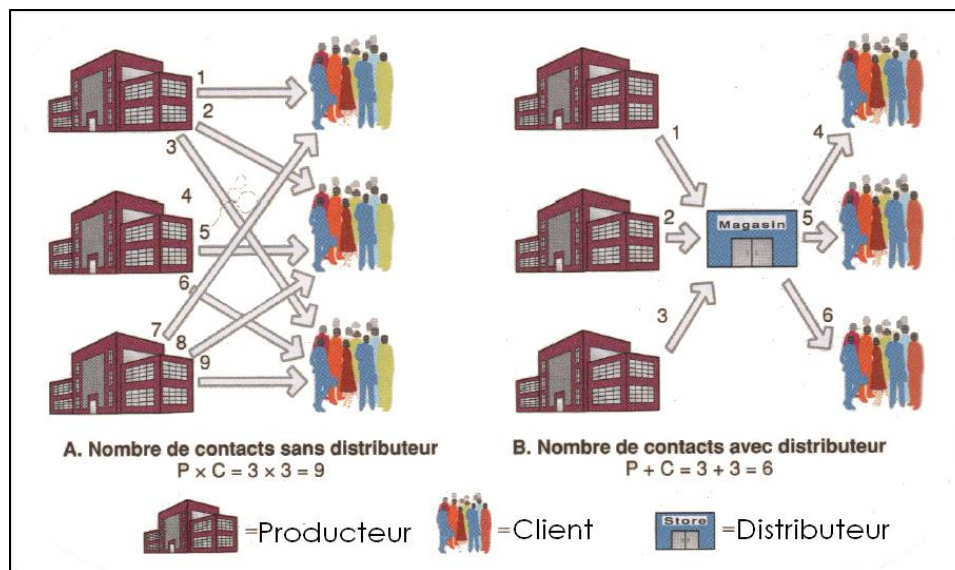 1
2
3
4
5
6
7
8
9
A. Nombre de contacts sans distributeur
P × C = 3 × 3 = 9
1
2
3
4
5
6
Magasin
B. Nombre de contacts avec distributeur
P + C = 3 + 3 = 6
=Producteur
=Client
Store
=Distributeur